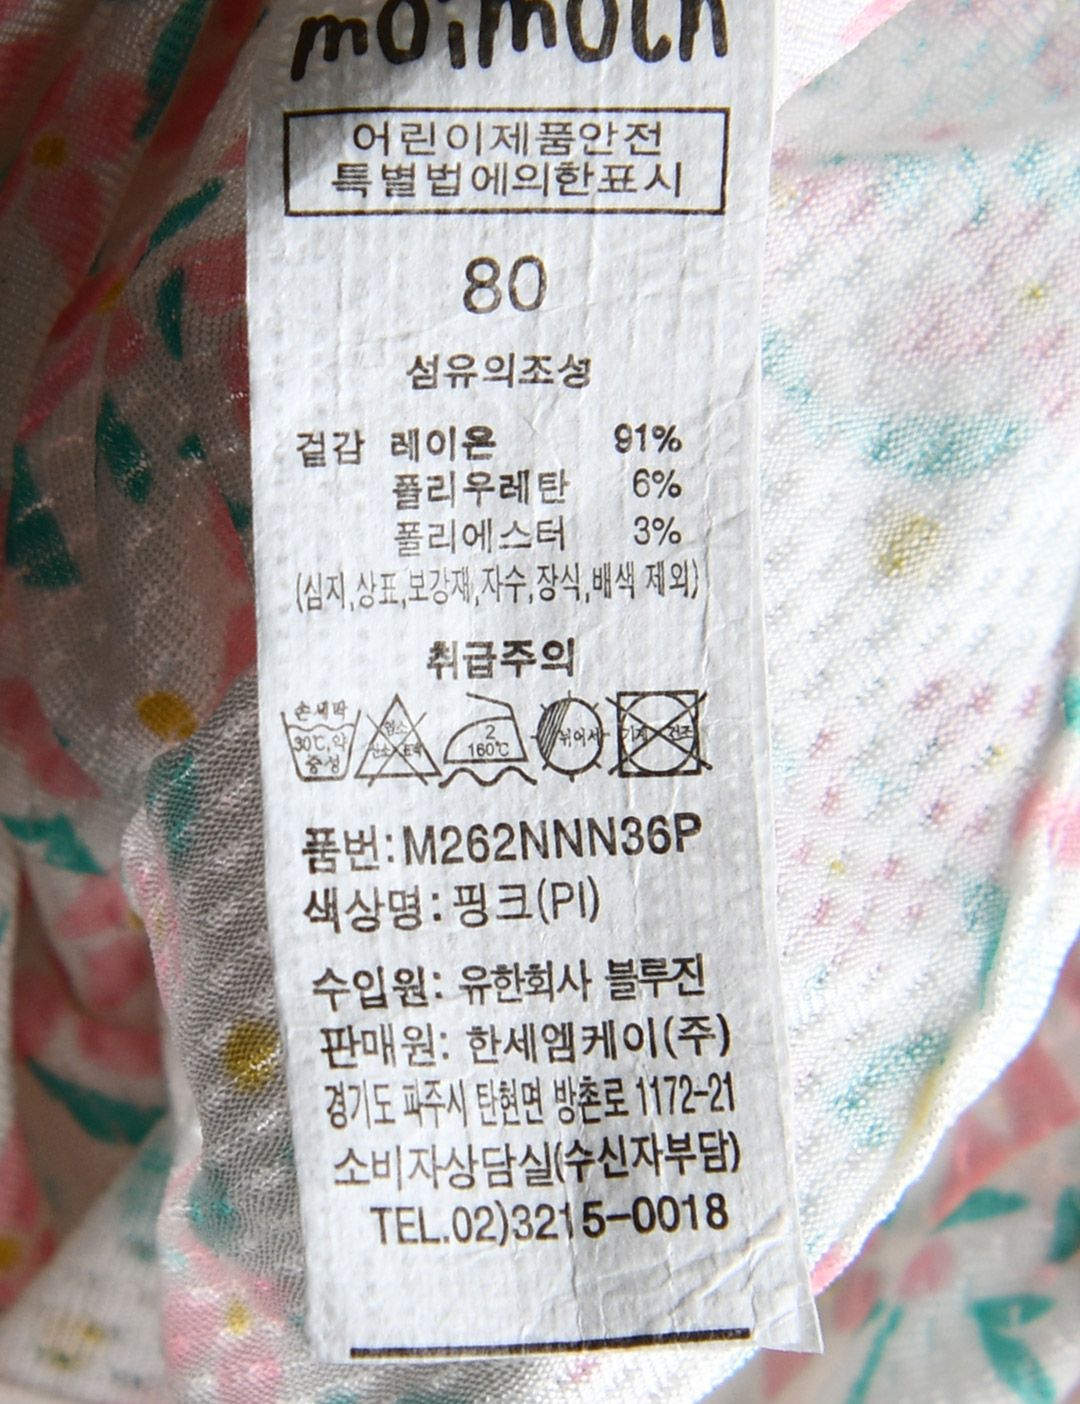 moimoln
어린이제품안전
특별법에의한표시
80
섬유의조성
겉감 레이온 91%
폴리우레탄 6%
폴리에스터 3%
(심지,상표,보강재,자수,장식,배색 제외)
취급주의
손세탁
30℃,약
중성
염소
산소표백
2
160℃
뉘어서
기계 건조
품번:M262NNN36P
색상명:핑크(PI)
수입원: 유한회사 블루진
판매원: 한세엠케이(주)
경기도 파주시 탄현면 방촌로 1172-21
소비자상담실(수신자부담)
TEL.02)3215-0018